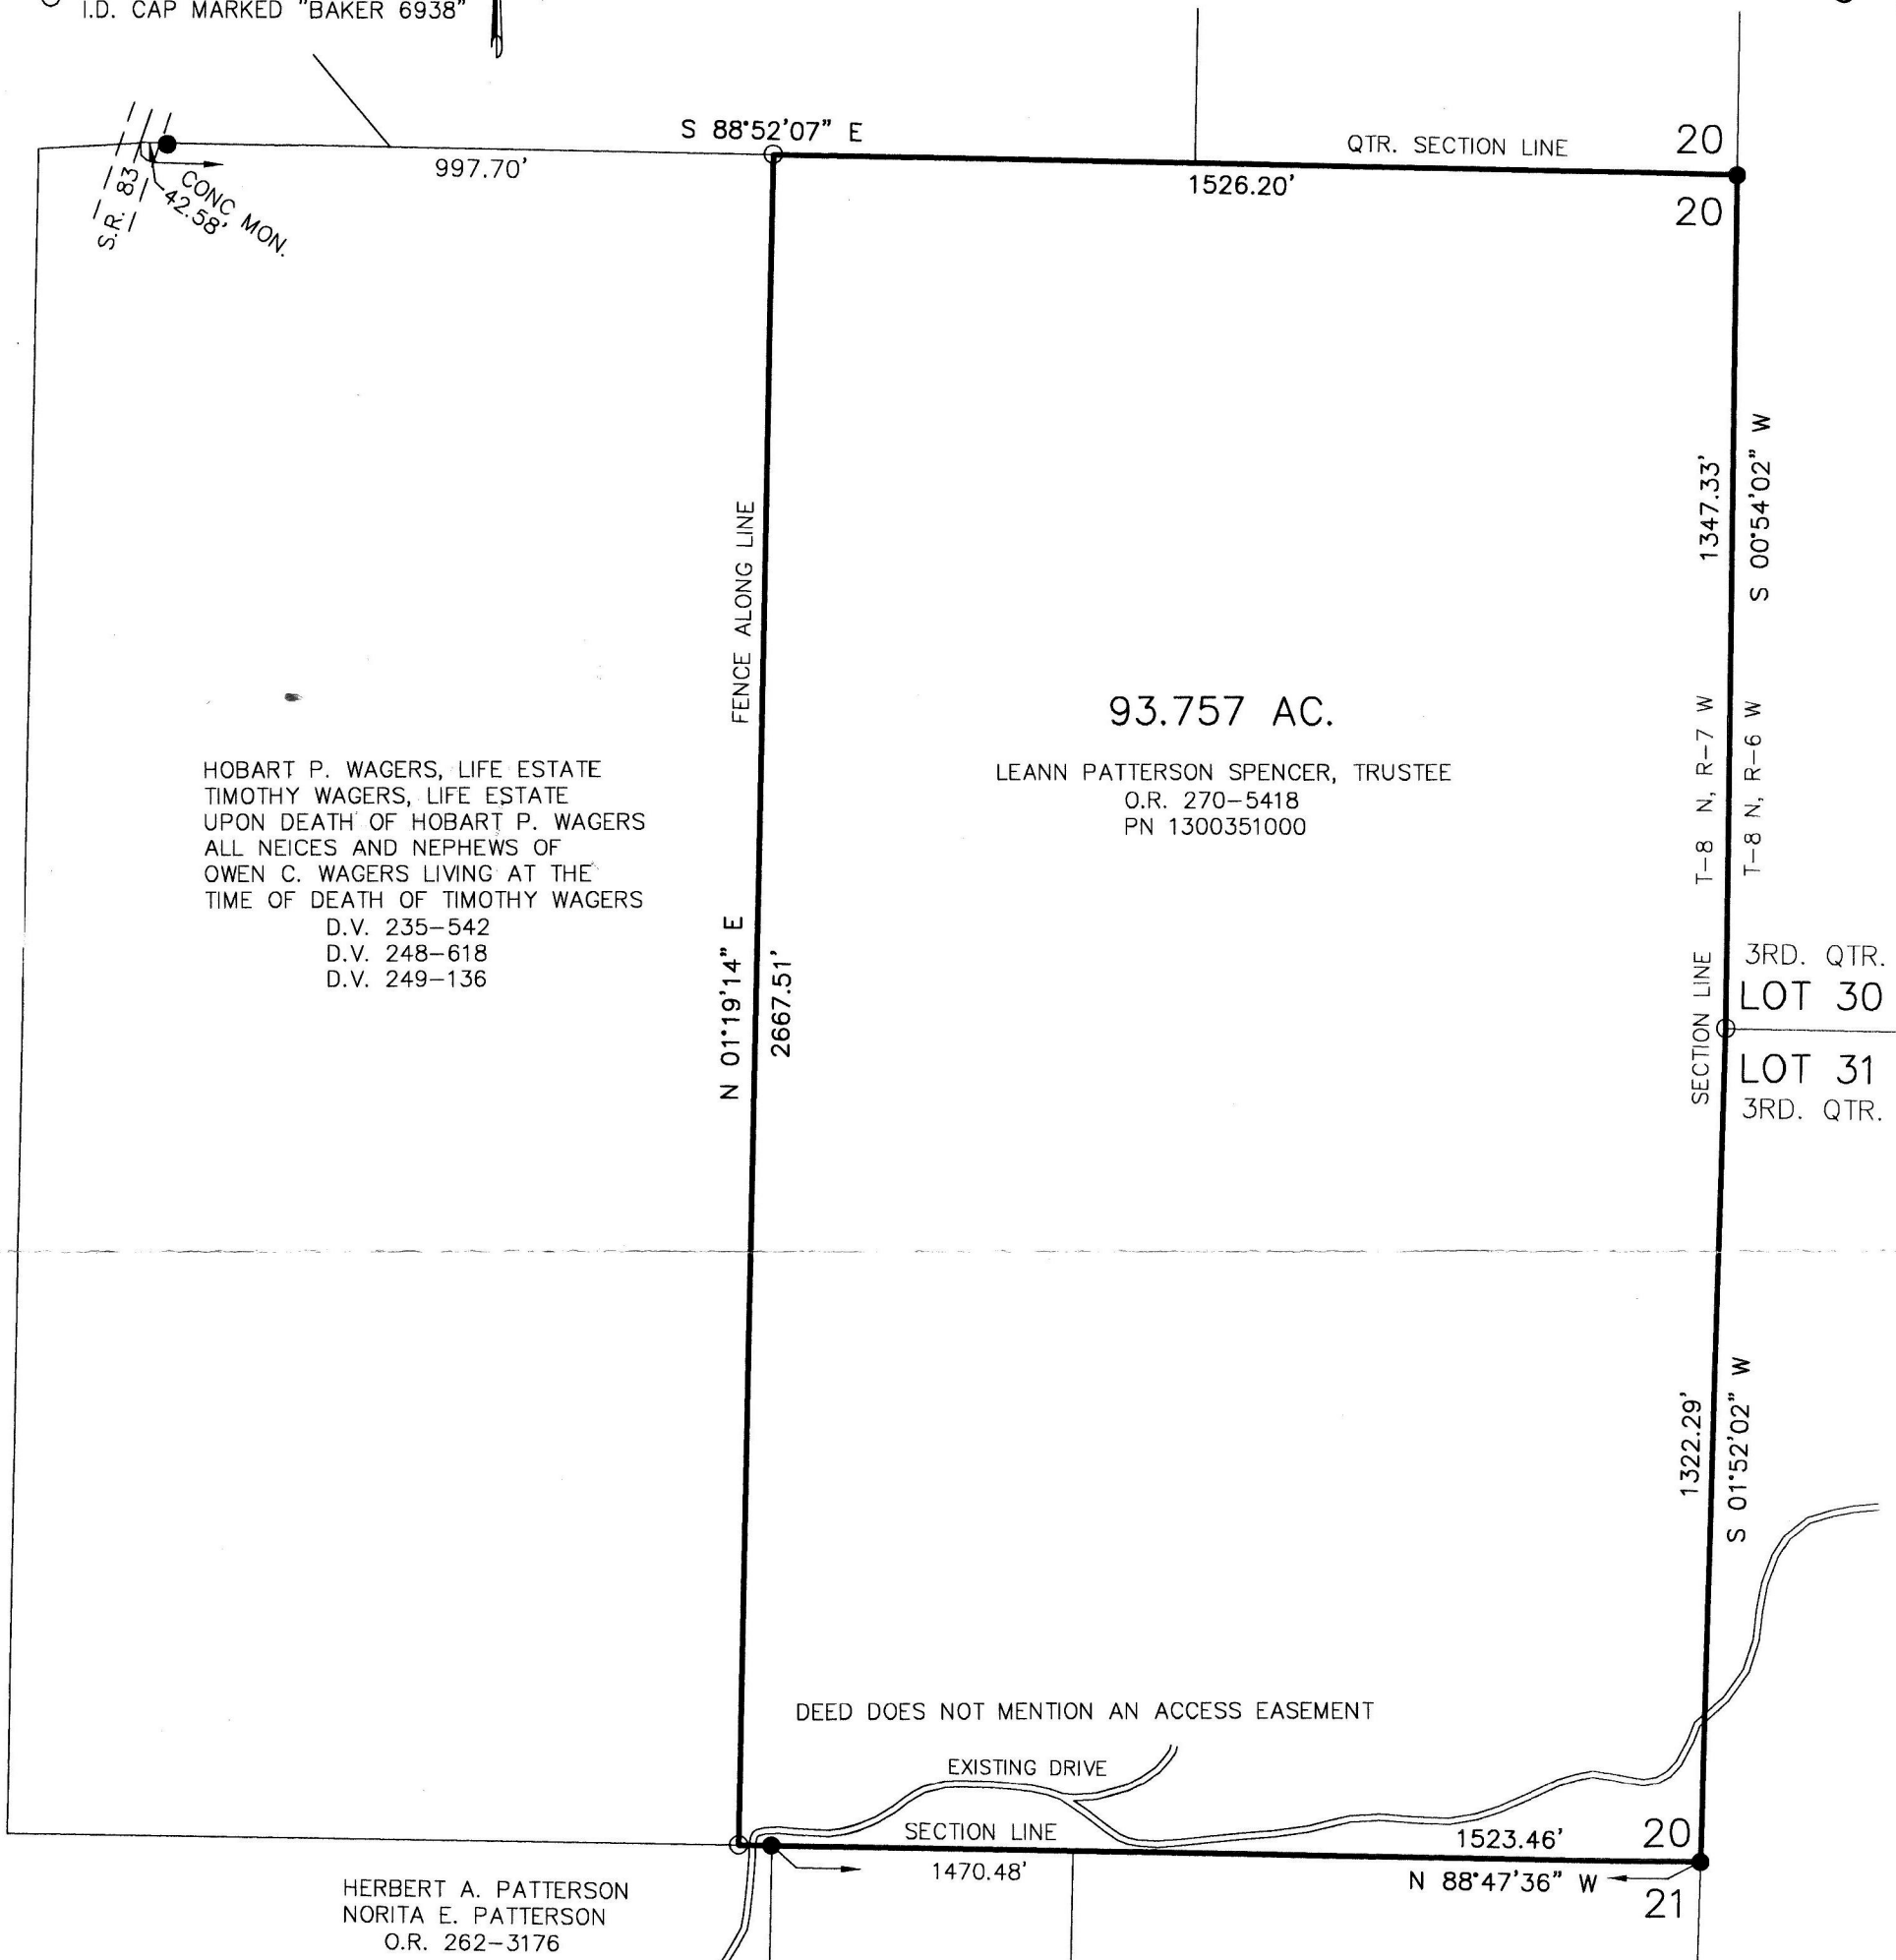 I.D. CAP MARKED "BAKER 6938"
S 88°52'07" E
997.70'
QTR. SECTION LINE
20
1526.20'
20
S.R. 83
CONC MON.
42.58'
1347.33'
S 00°54'02" W
FENCE ALONG LINE
93.757 AC.
LEANN PATTERSON SPENCER, TRUSTEE
O.R. 270-5418
PN 1300351000
T-8 N, R-7 W
T-8 N, R-6 W
HOBART P. WAGERS, LIFE ESTATE
TIMOTHY WAGERS, LIFE ESTATE
UPON DEATH OF HOBART P. WAGERS
ALL NEICES AND NEPHEWS OF
OWEN C. WAGERS LIVING AT THE
TIME OF DEATH OF TIMOTHY WAGERS
D.V. 235-542
D.V. 248-618
D.V. 249-136
N 01°19'14" E
2667.51'
SECTION LINE
3RD. QTR.
LOT 30
LOT 31
3RD. QTR.
1322.29'
S 01°52'02" W
DEED DOES NOT MENTION AN ACCESS EASEMENT
EXISTING DRIVE
SECTION LINE
1523.46'
20
1470.48'
N 88°47'36" W
21
HERBERT A. PATTERSON
NORITA E. PATTERSON
O.R. 262-3176